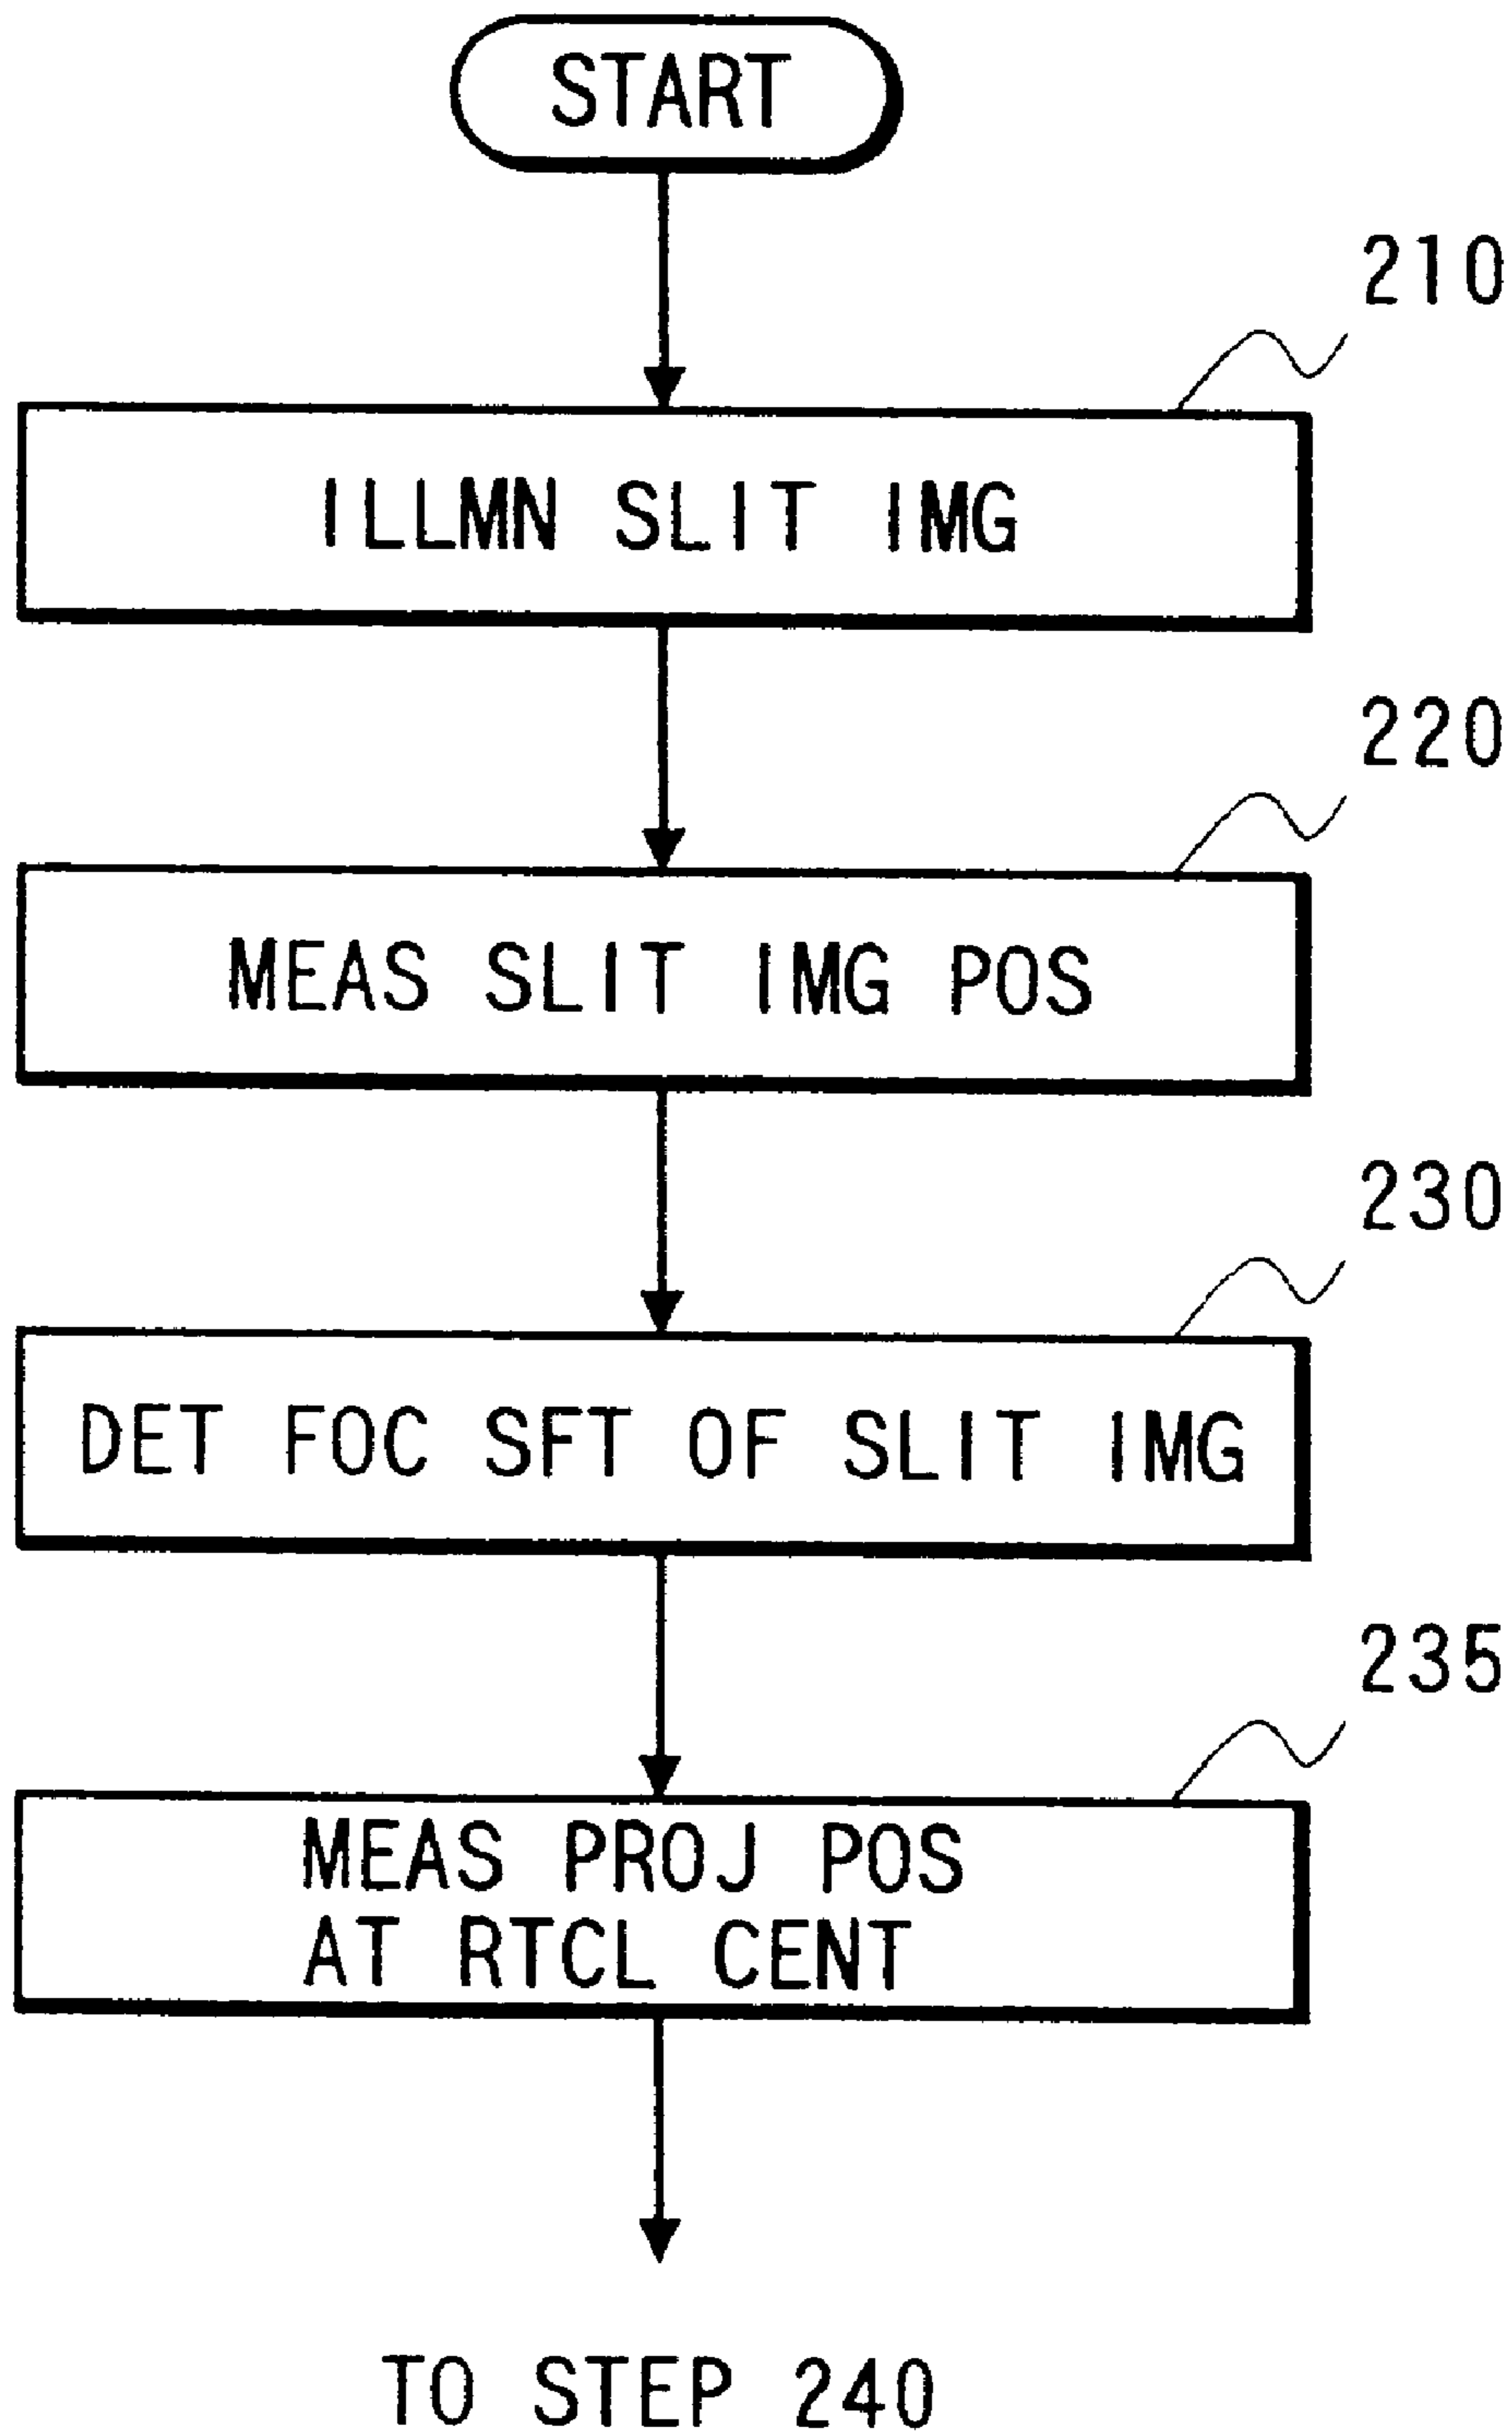 START
210
ILLMN SLIT IMG
220
MEAS SLIT IMG POS
230
DET FOC SFT OF SLIT IMG
235
MEAS PROJ POS
AT RTCL CENT
TO STEP 240